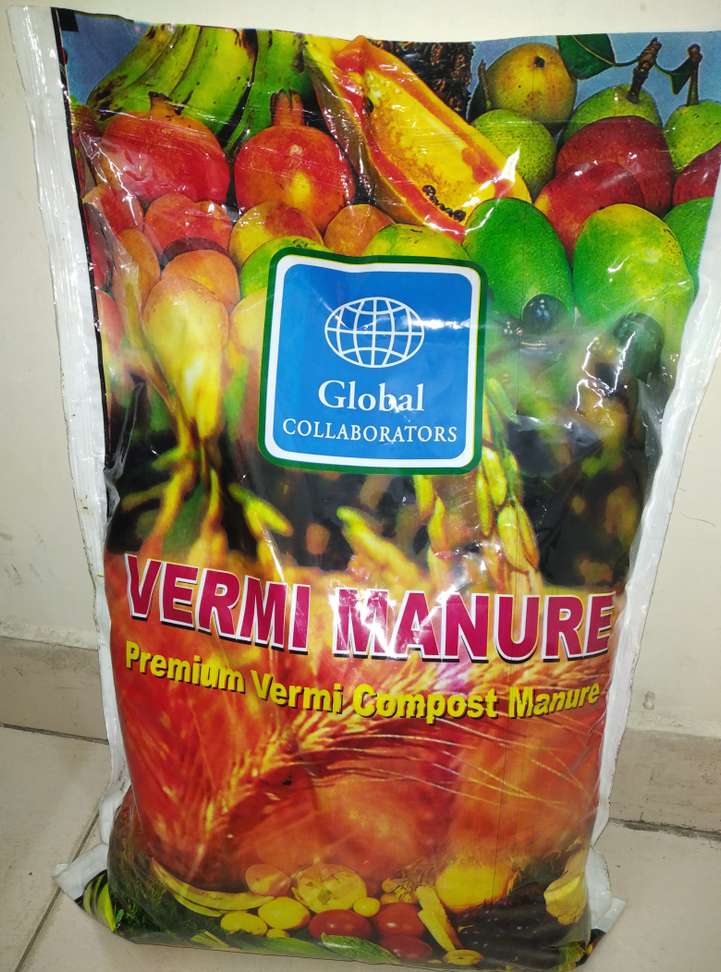 Global
COLLABORATORS
VERMI MANURE
Premium Vermi Compost Manure